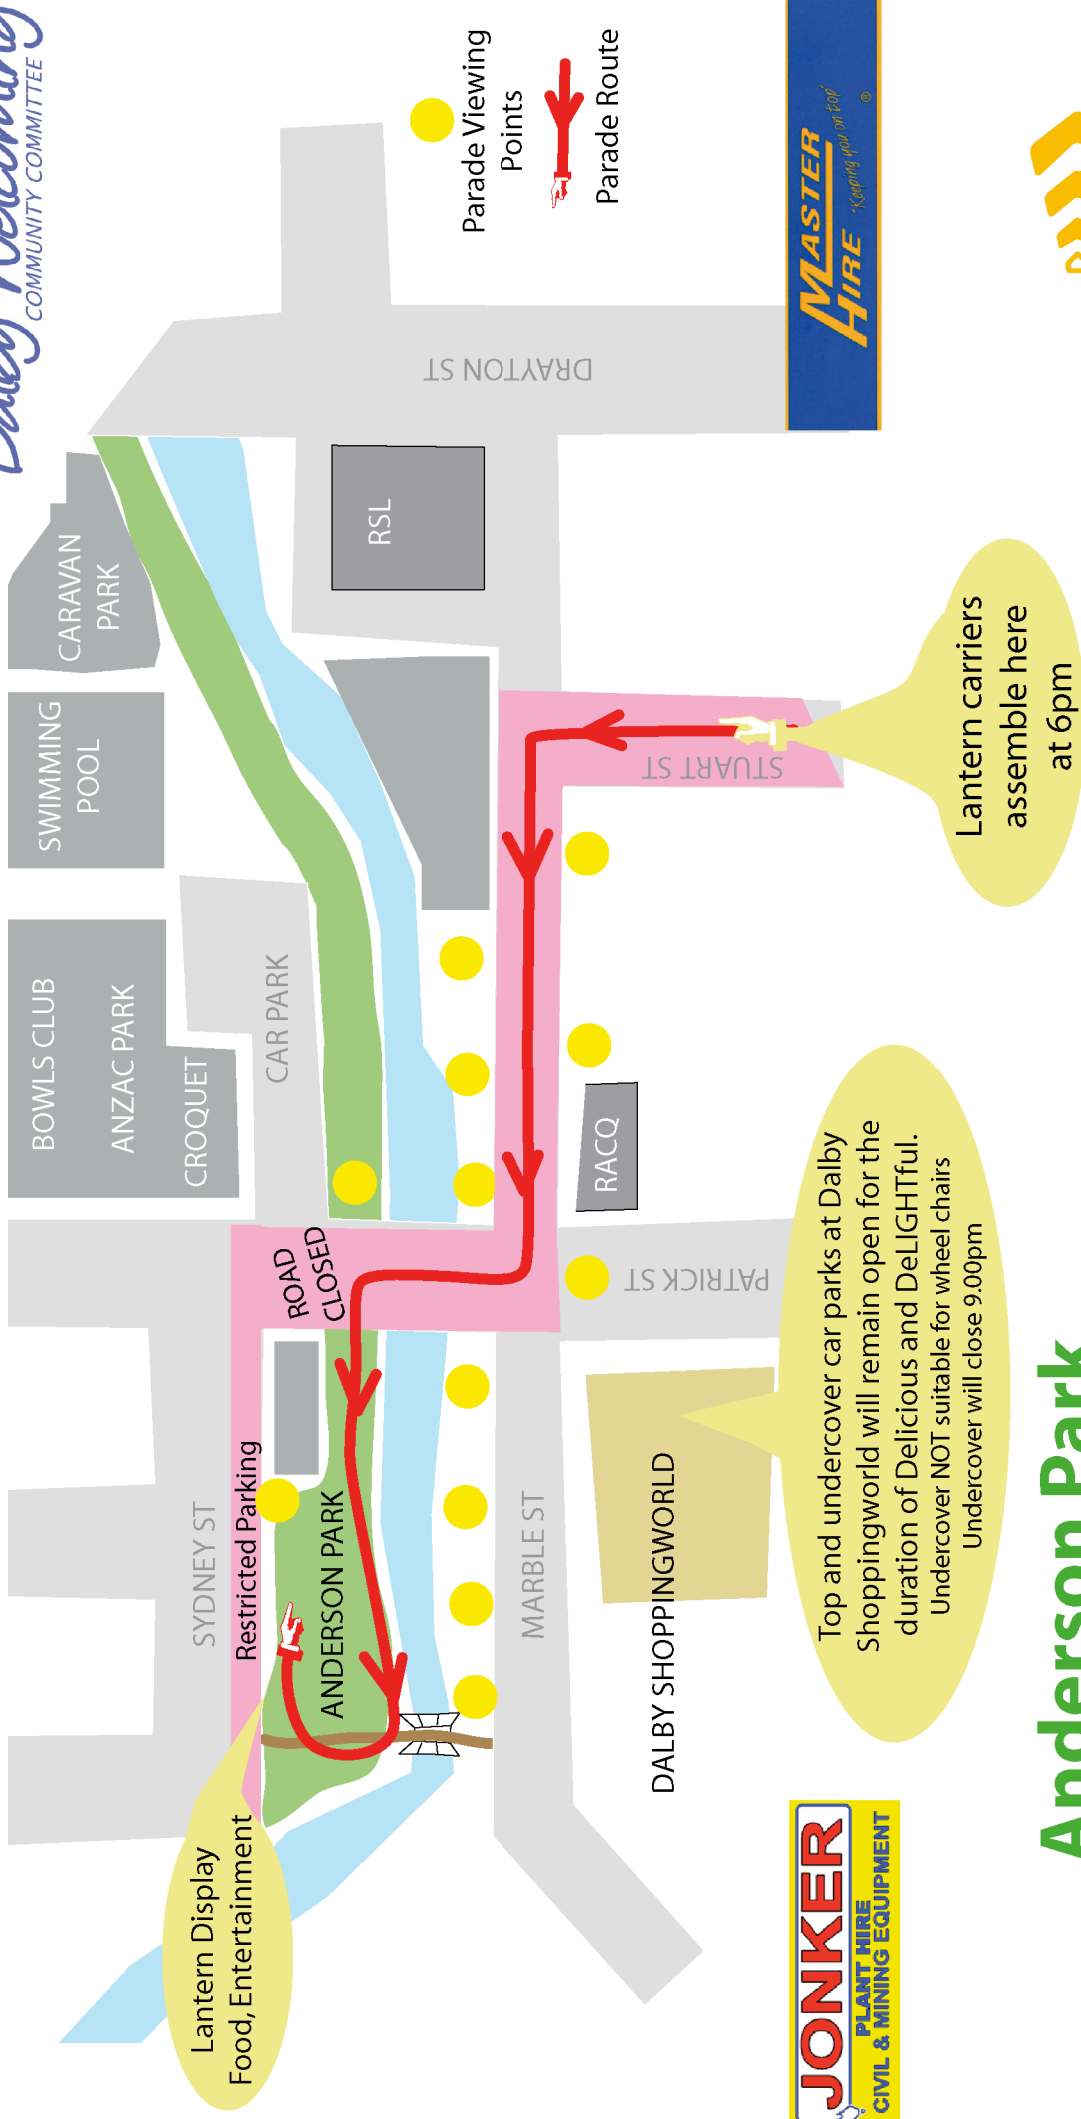 Dalby Welcoming
COMMUNITY COMMITTEE
Parade Viewing
Points
Parade Route
CARAVAN
PARK
SWIMMING
POOL
BOWLS CLUB
ANZAC PARK
CROQUET
CAR PARK
RSL
DRAYTON ST
STUART ST
ROAD
CLOSED
SYDNEY ST
Restricted Parking
ANDERSON PARK
MARBLE ST
PATRICK ST
RACQ
DALBY SHOPPINGWORLD
Lantern Display
Food, Entertainment
Lantern carriers
assemble here
at 6pm
Top and undercover car parks at Dalby
Shoppingworld will remain open for the
duration of Delicious and DeLIGHTful.
Undercover NOT suitable for wheel chairs
Undercover will close 9.00pm
MASTER
HIRE "Keeping you on top" ®
JONKER
PLANT HIRE
CIVIL & MINING EQUIPMENT
Anderson Park